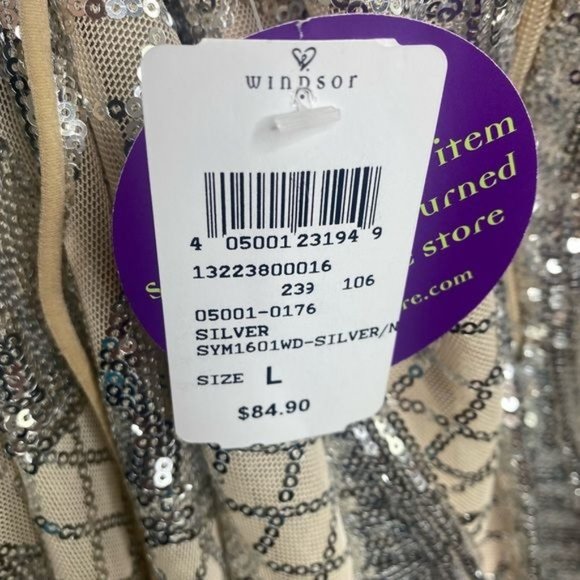 WINDSOR
4 05001 23194 9
13223800016
239 106
05001-0176
SILVER
SYM1601WD-SILVER/N
SIZE L
$84.90
item
urned
store
re.com